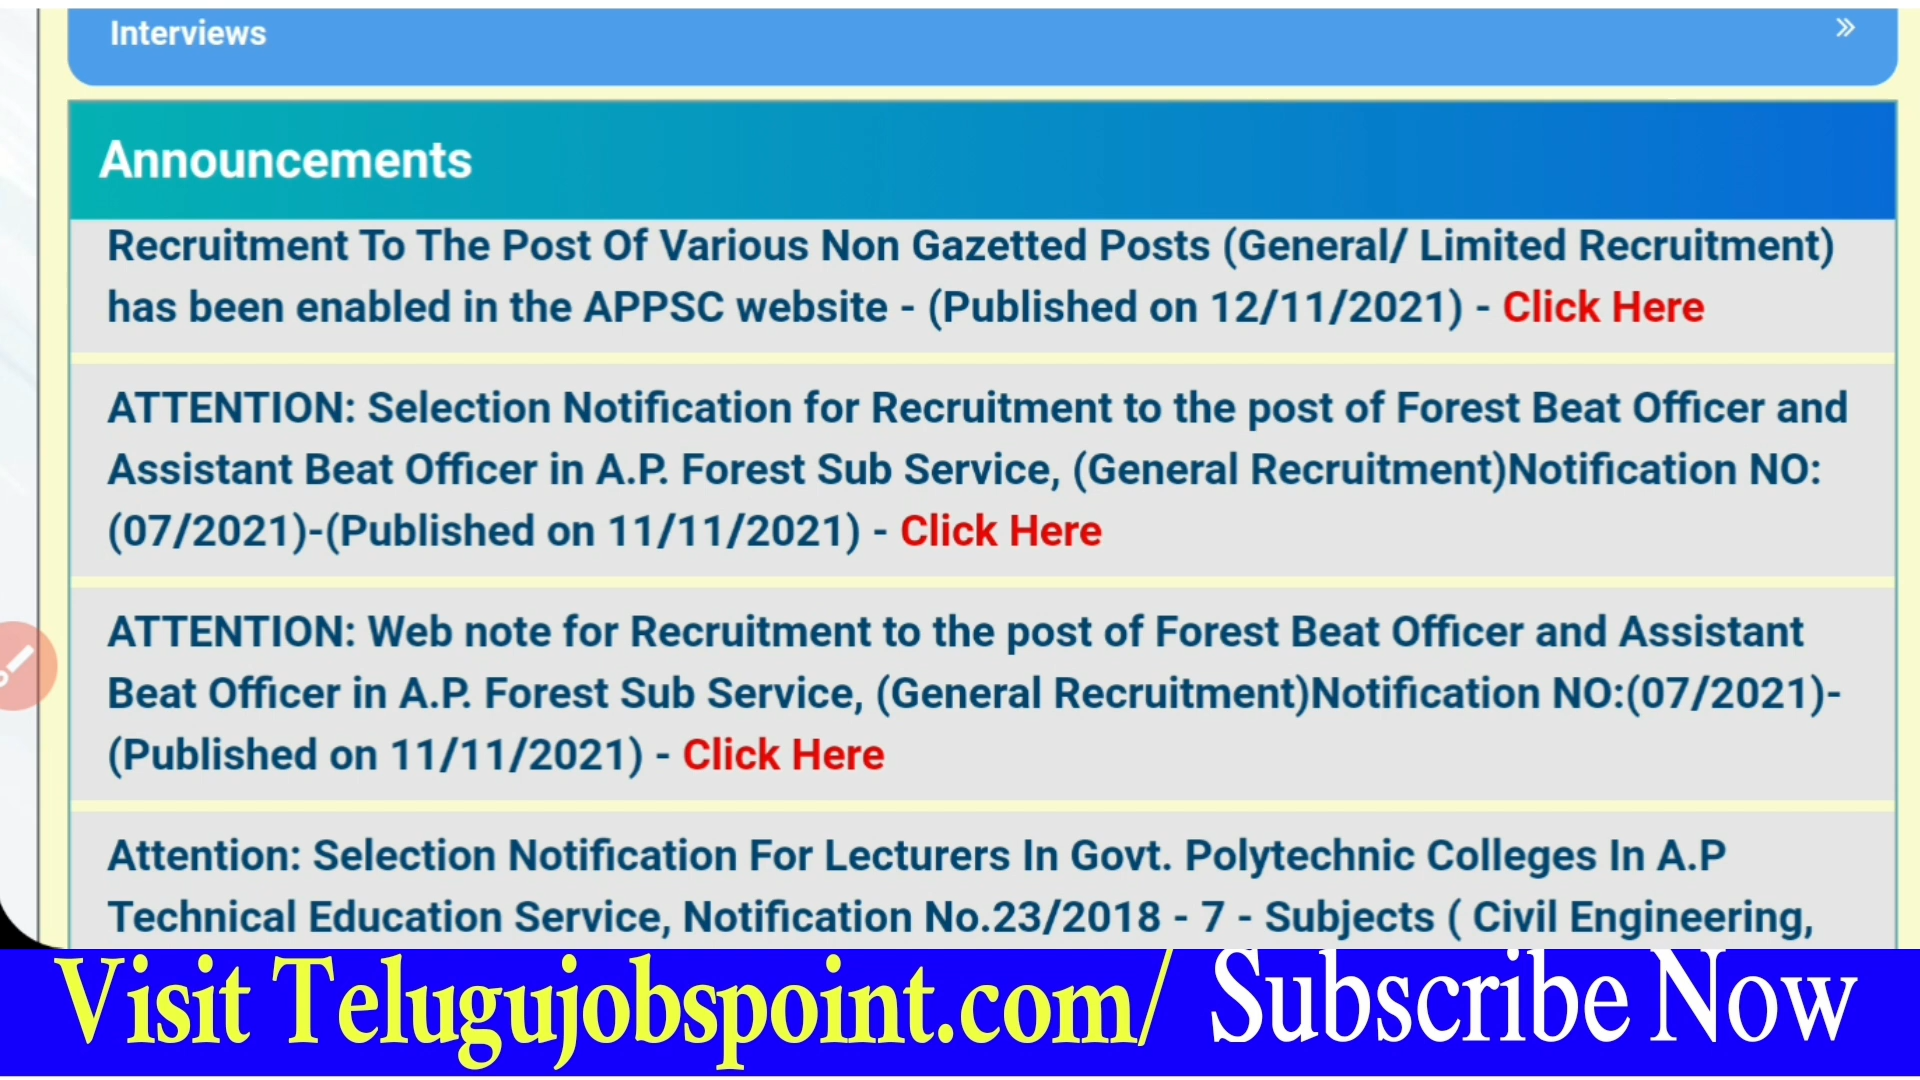 Interviews
Announcements
Recruitment To The Post Of Various Non Gazetted Posts (General/ Limited Recruitment)
has been enabled in the APPSC website - (Published on 12/11/2021) - Click Here
ATTENTION: Selection Notification for Recruitment to the post of Forest Beat Officer and
Assistant Beat Officer in A.P. Forest Sub Service, (General Recruitment)Notification NO:
(07/2021)-(Published on 11/11/2021) - Click Here
ATTENTION: Web note for Recruitment to the post of Forest Beat Officer and Assistant
Beat Officer in A.P. Forest Sub Service, (General Recruitment)Notification NO:(07/2021)-
(Published on 11/11/2021) - Click Here
Attention: Selection Notification For Lecturers In Govt. Polytechnic Colleges In A.P
Technical Education Service, Notification No.23/2018 - 7 - Subjects ( Civil Engineering,
Visit Telugujobspoint.com/ Subscribe Now